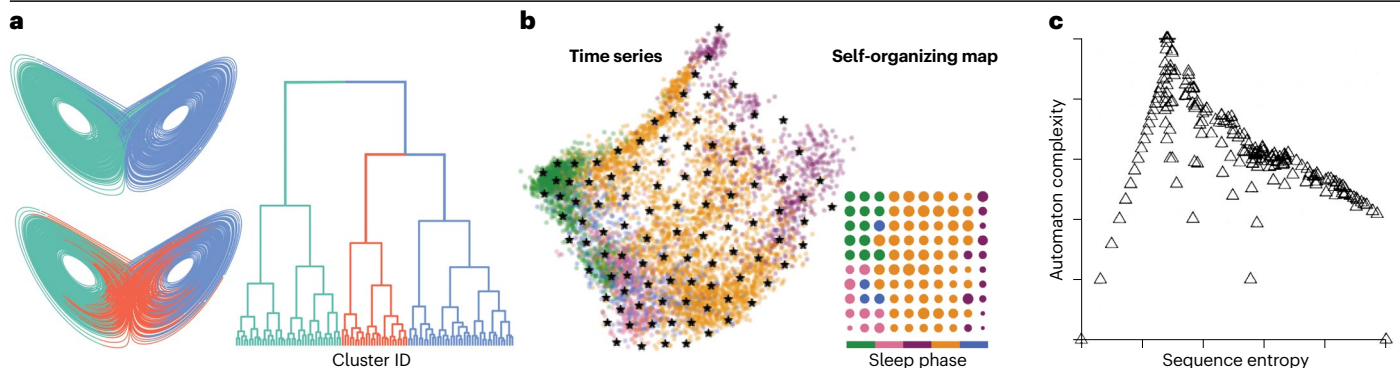 a
Cluster ID
b
Time series
Self-organizing map
Sleep phase
c
Automaton complexity
Sequence entropy